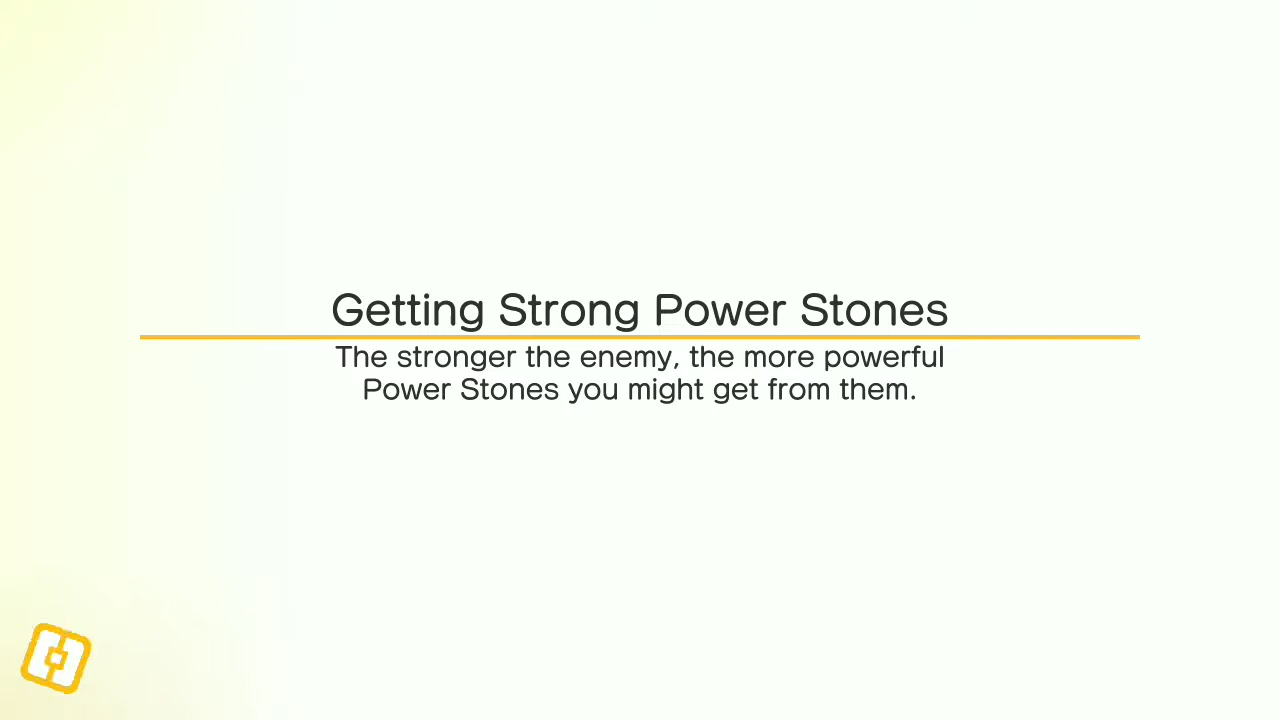 Getting Strong Power Stones
The stronger the enemy, the more powerful
Power Stones you might get from them.